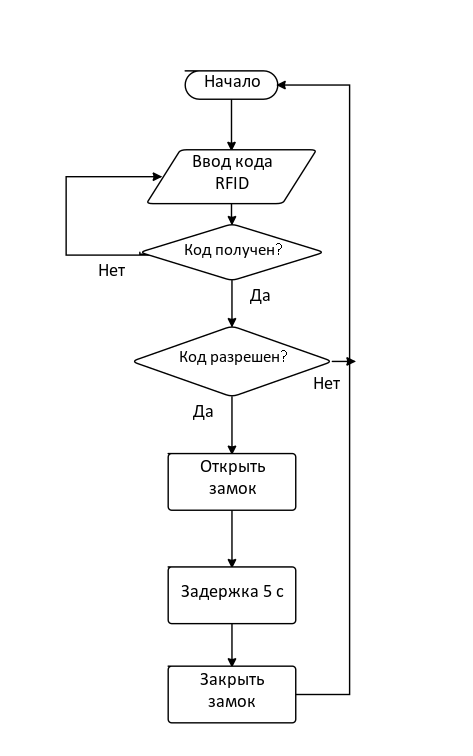 Начало
Ввод кода
RFID
Код получен?
Нет
Да
Код разрешен?
Нет
Да
Открыть
замок
Задержка 5 с
Закрыть
замок